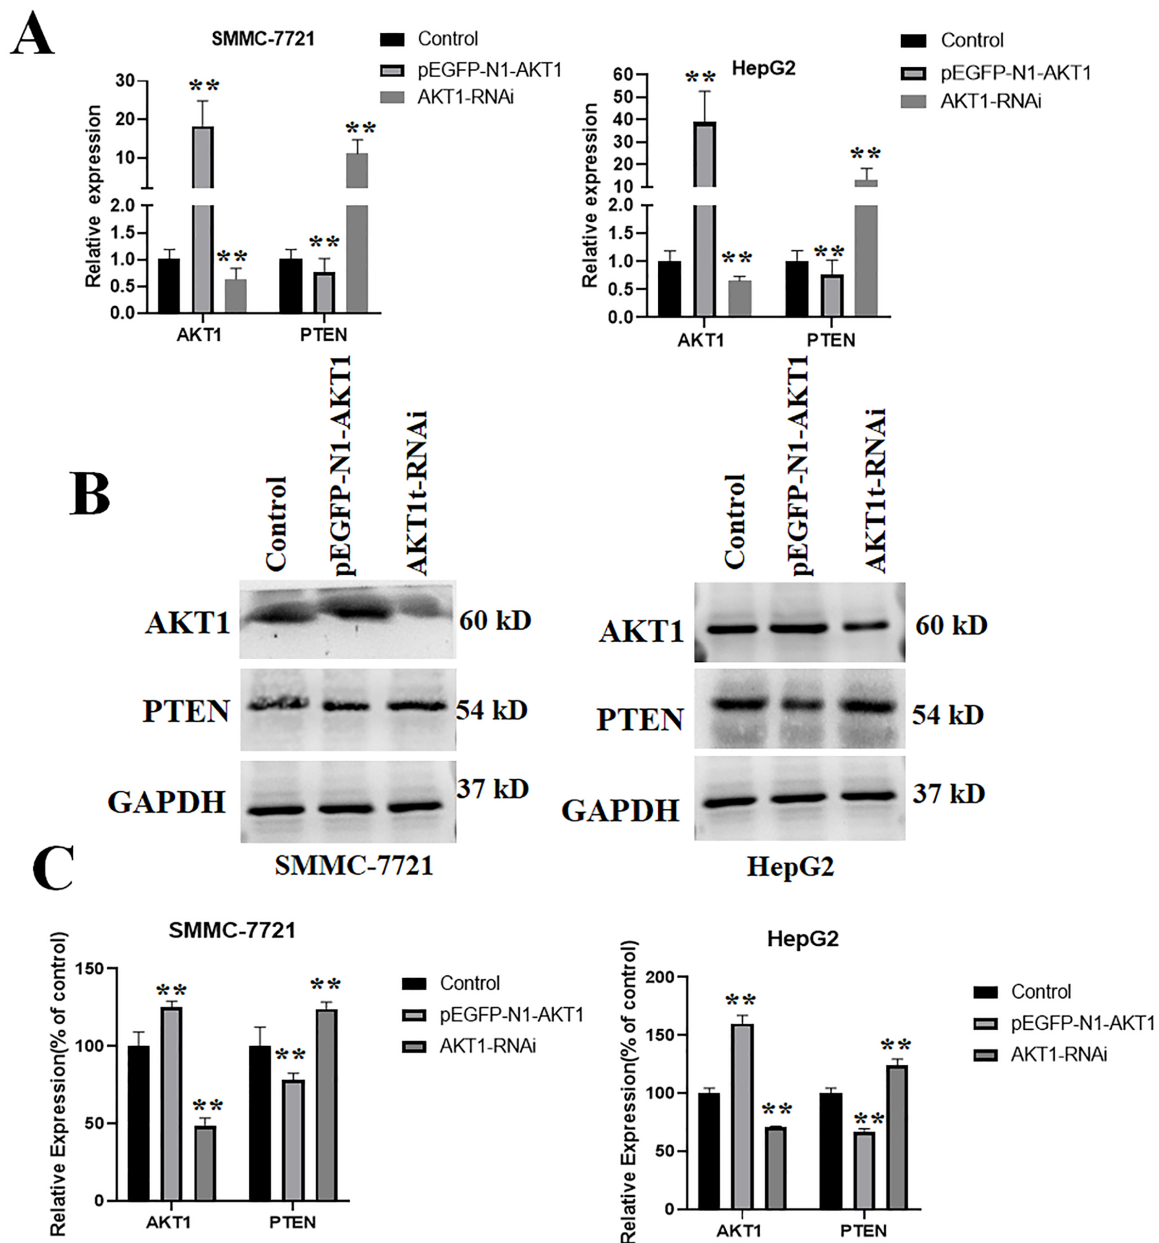 A
SMMC-7721
Control
pEGFP-N1-AKT1
AKT1-RNAi
Relative expression
30
20
10
2.0
1.5
1.0
0.5
0.0
**
**
**
**
AKT1
PTEN
HepG2
Control
pEGFP-N1-AKT1
AKT1-RNAi
Relative expression
60
50
40
30
20
10
2.0
1.5
1.0
0.5
0.0
**
**
**
**
AKT1
PTEN
B
Control
pEGFP-N1-AKT1
AKT1t-RNAi
AKT1
60 kD
PTEN
54 kD
GAPDH
37 kD
SMMC-7721
Control
pEGFP-N1-AKT1
AKT1t-RNAi
AKT1
60 kD
PTEN
54 kD
GAPDH
37 kD
HepG2
C
SMMC-7721
Relative Expression(% of control)
150
100
50
0
**
**
**
**
AKT1
PTEN
Control
pEGFP-N1-AKT1
AKT1-RNAi
HepG2
Relative Expression(% of control)
200
150
100
50
0
**
**
**
**
AKT1
PTEN
Control
pEGFP-N1-AKT1
AKT1-RNAi